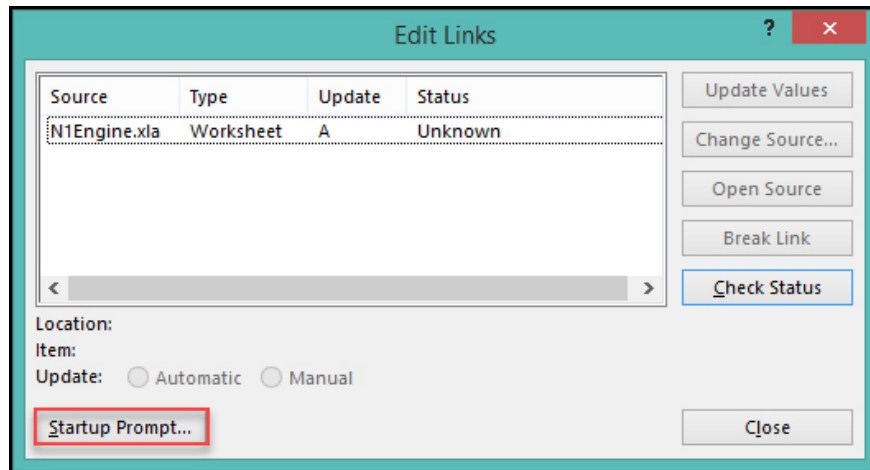 Edit Links
?
×
Source Type Update Status
N1Engine.xla Worksheet A Unknown
Update Values
Change Source...
Open Source
Break Link
Check Status
< >
Location:
Item:
Update: Automatic Manual
Startup Prompt...
Close